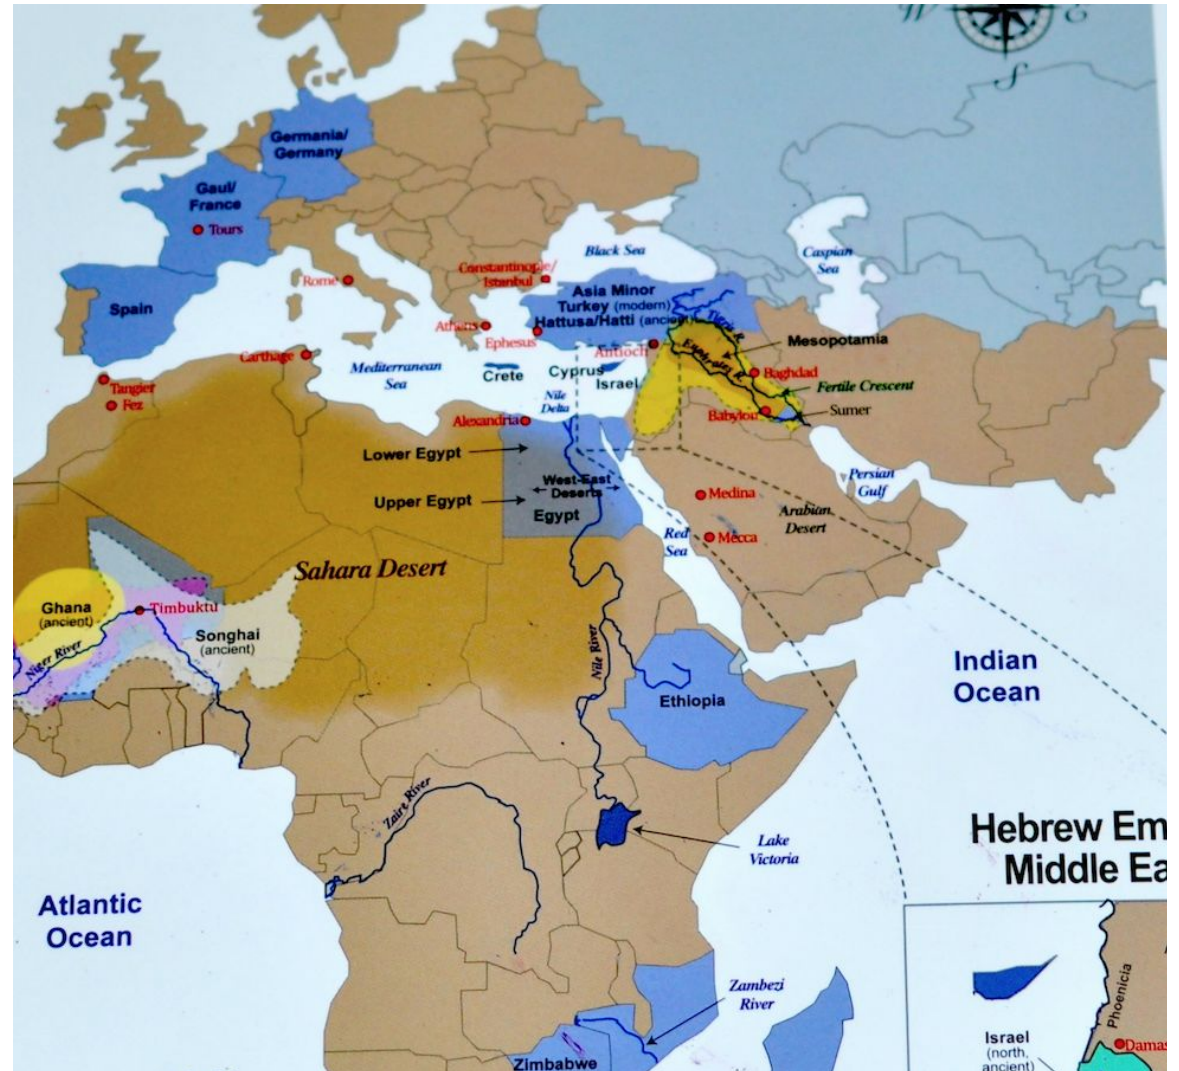 W
E
S
Germania/
Germany
Gaul/
France
Tours
Spain
Rome
Constantinople/
Istanbul
Black Sea
Caspian
Sea
Asia Minor
Turkey (modern)
Hattusa/Hatti (ancient)
Tigris R.
Athens
Ephesus
Antioch
Euphrates R.
Mesopotamia
Carthage
Mediterranean
Sea
Crete
Cyprus
Israel
Baghdad
Fertile Crescent
Tangier
Fez
Nile
Delta
Babylon
Sumer
Alexandria
Lower Egypt
Upper Egypt
West-East
Deserts
Egypt
Medina
Mecca
Persian
Gulf
Arabian
Desert
Red
Sea
Sahara Desert
Ghana
(ancient)
Timbuktu
Songhai
(ancient)
Niger River
Nile River
Ethiopia
Indian
Ocean
Zaire River
Lake
Victoria
Hebrew Em
Middle Ea
Atlantic
Ocean
Zambezi
River
Zimbabwe
Phoenicia
Israel
(north,
ancient)
Damas